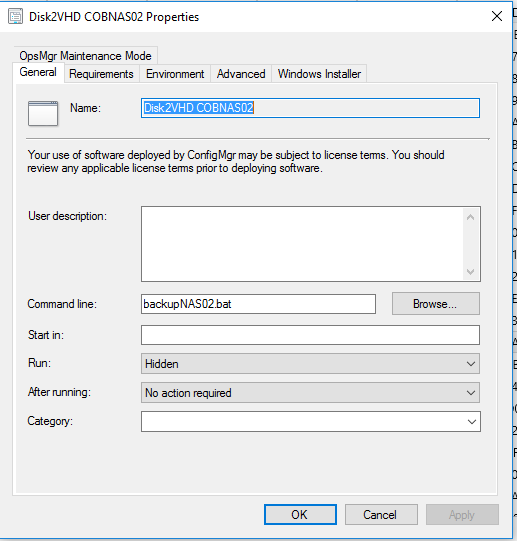 Disk2VHD COBNAS02 Properties
OpsMgr Maintenance Mode
General Requirements Environment Advanced Windows Installer
Name: Disk2VHD COBNAS02
Your use of software deployed by ConfigMgr may be subject to license terms. You should
review any applicable license terms prior to deploying software.
User description:
Command line: backupNAS02.bat Browse...
Start in:
Run: Hidden
After running: No action required
Category:
OK Cancel Apply